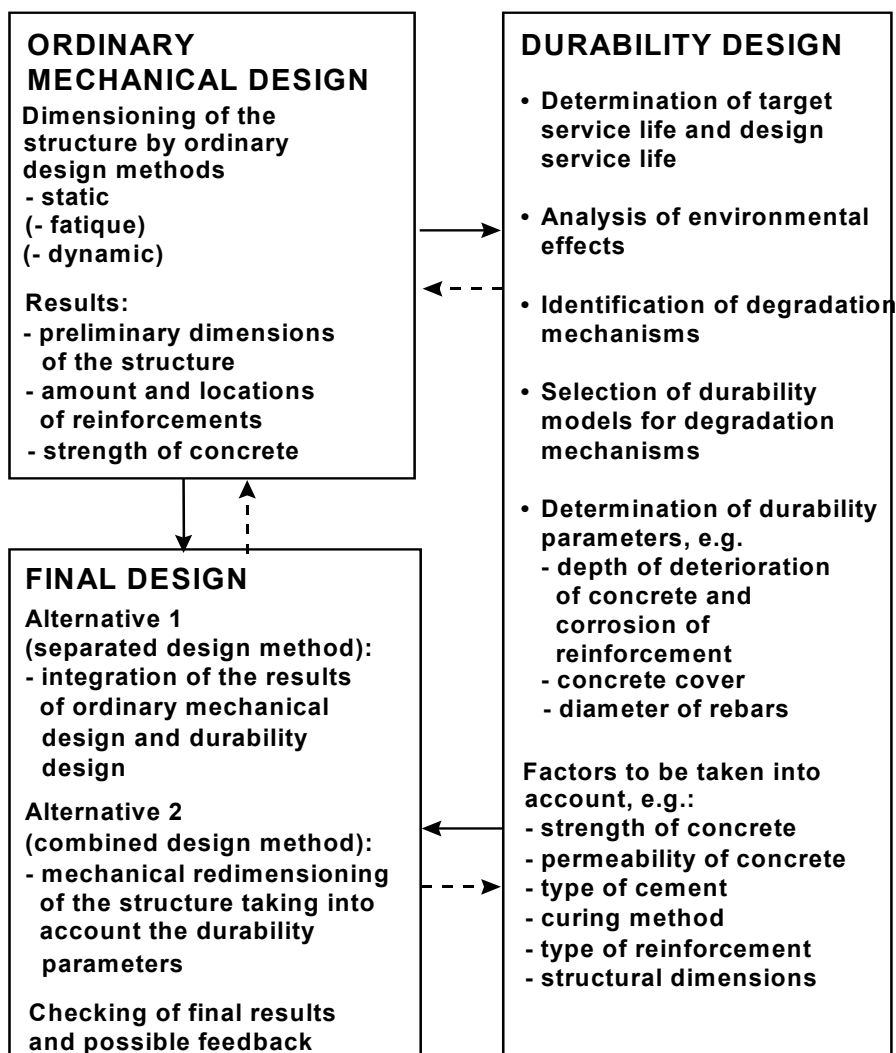 ORDINARY
MECHANICAL DESIGN
Dimensioning of the
structure by ordinary
design methods
- static
(- fatique)
(- dynamic)
Results:
- preliminary dimensions
of the structure
- amount and locations
of reinforcements
- strength of concrete
FINAL DESIGN
Alternative 1
(separated design method):
- integration of the results
of ordinary mechanical
design and durability
design
Alternative 2
(combined design method):
- mechanical redimensioning
of the structure taking into
account the durability
parameters
Checking of final results
and possible feedback
DURABILITY DESIGN
• Determination of target
service life and design
service life
• Analysis of environmental
effects
• Identification of degradation
mechanisms
• Selection of durability
models for degradation
mechanisms
• Determination of durability
parameters, e.g.
- depth of deterioration
of concrete and
corrosion of
reinforcement
- concrete cover
- diameter of rebars
Factors to be taken into
account, e.g.:
- strength of concrete
- permeability of concrete
- type of cement
- curing method
- type of reinforcement
- structural dimensions